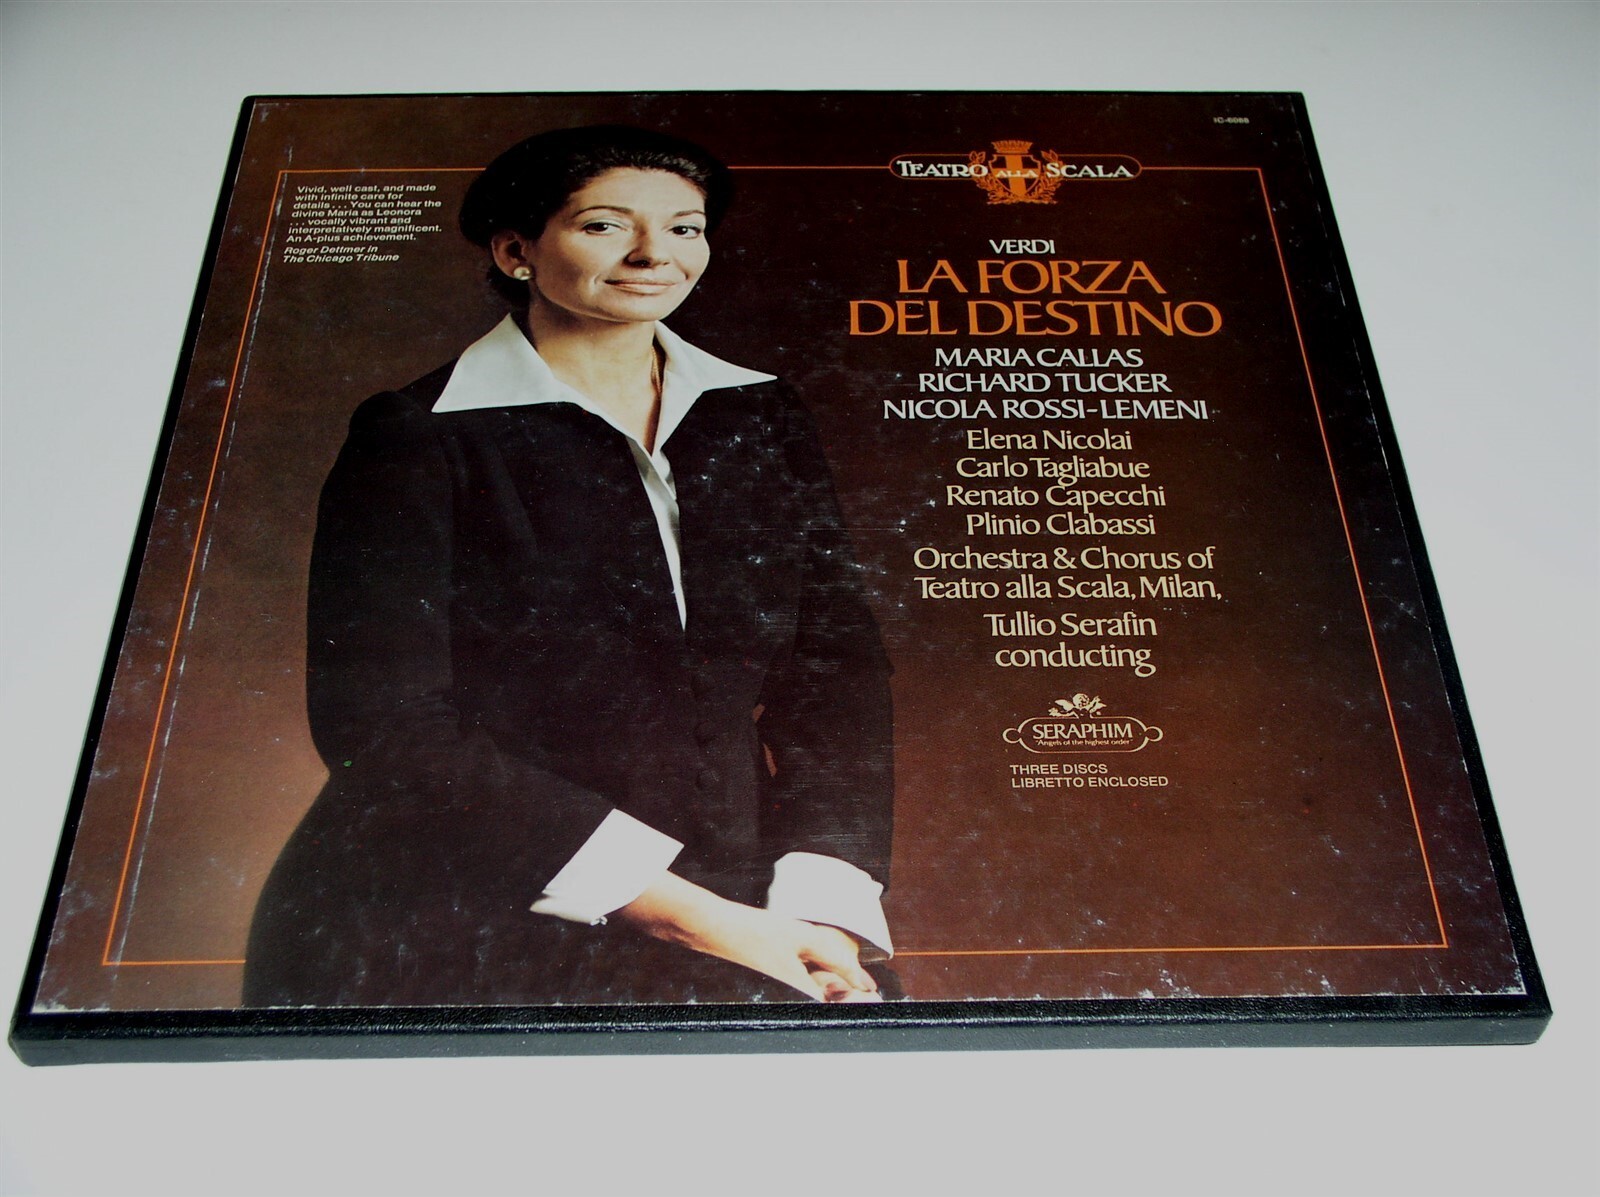 IC-6088
TEATRO ALLA SCALA
Vivid, well cast, and made
with infinite care for
details . . . You can hear the
divine Maria as Leonora
. . . vocally vibrant and
interpretatively magnificent.
An A-plus achievement.
Roger Dettmer in
The Chicago Tribune
VERDI
LA FORZA
DEL DESTINO
MARIA CALLAS
RICHARD TUCKER
NICOLA ROSSI-LEMENI
Elena Nicolai
Carlo Tagliabue
Renato Capecchi
Plinio Clabassi
Orchestra & Chorus of
Teatro alla Scala, Milan,
Tullio Serafin
conducting
SERAPHIM
"Angels of the highest order"
THREE DISCS
LIBRETTO ENCLOSED